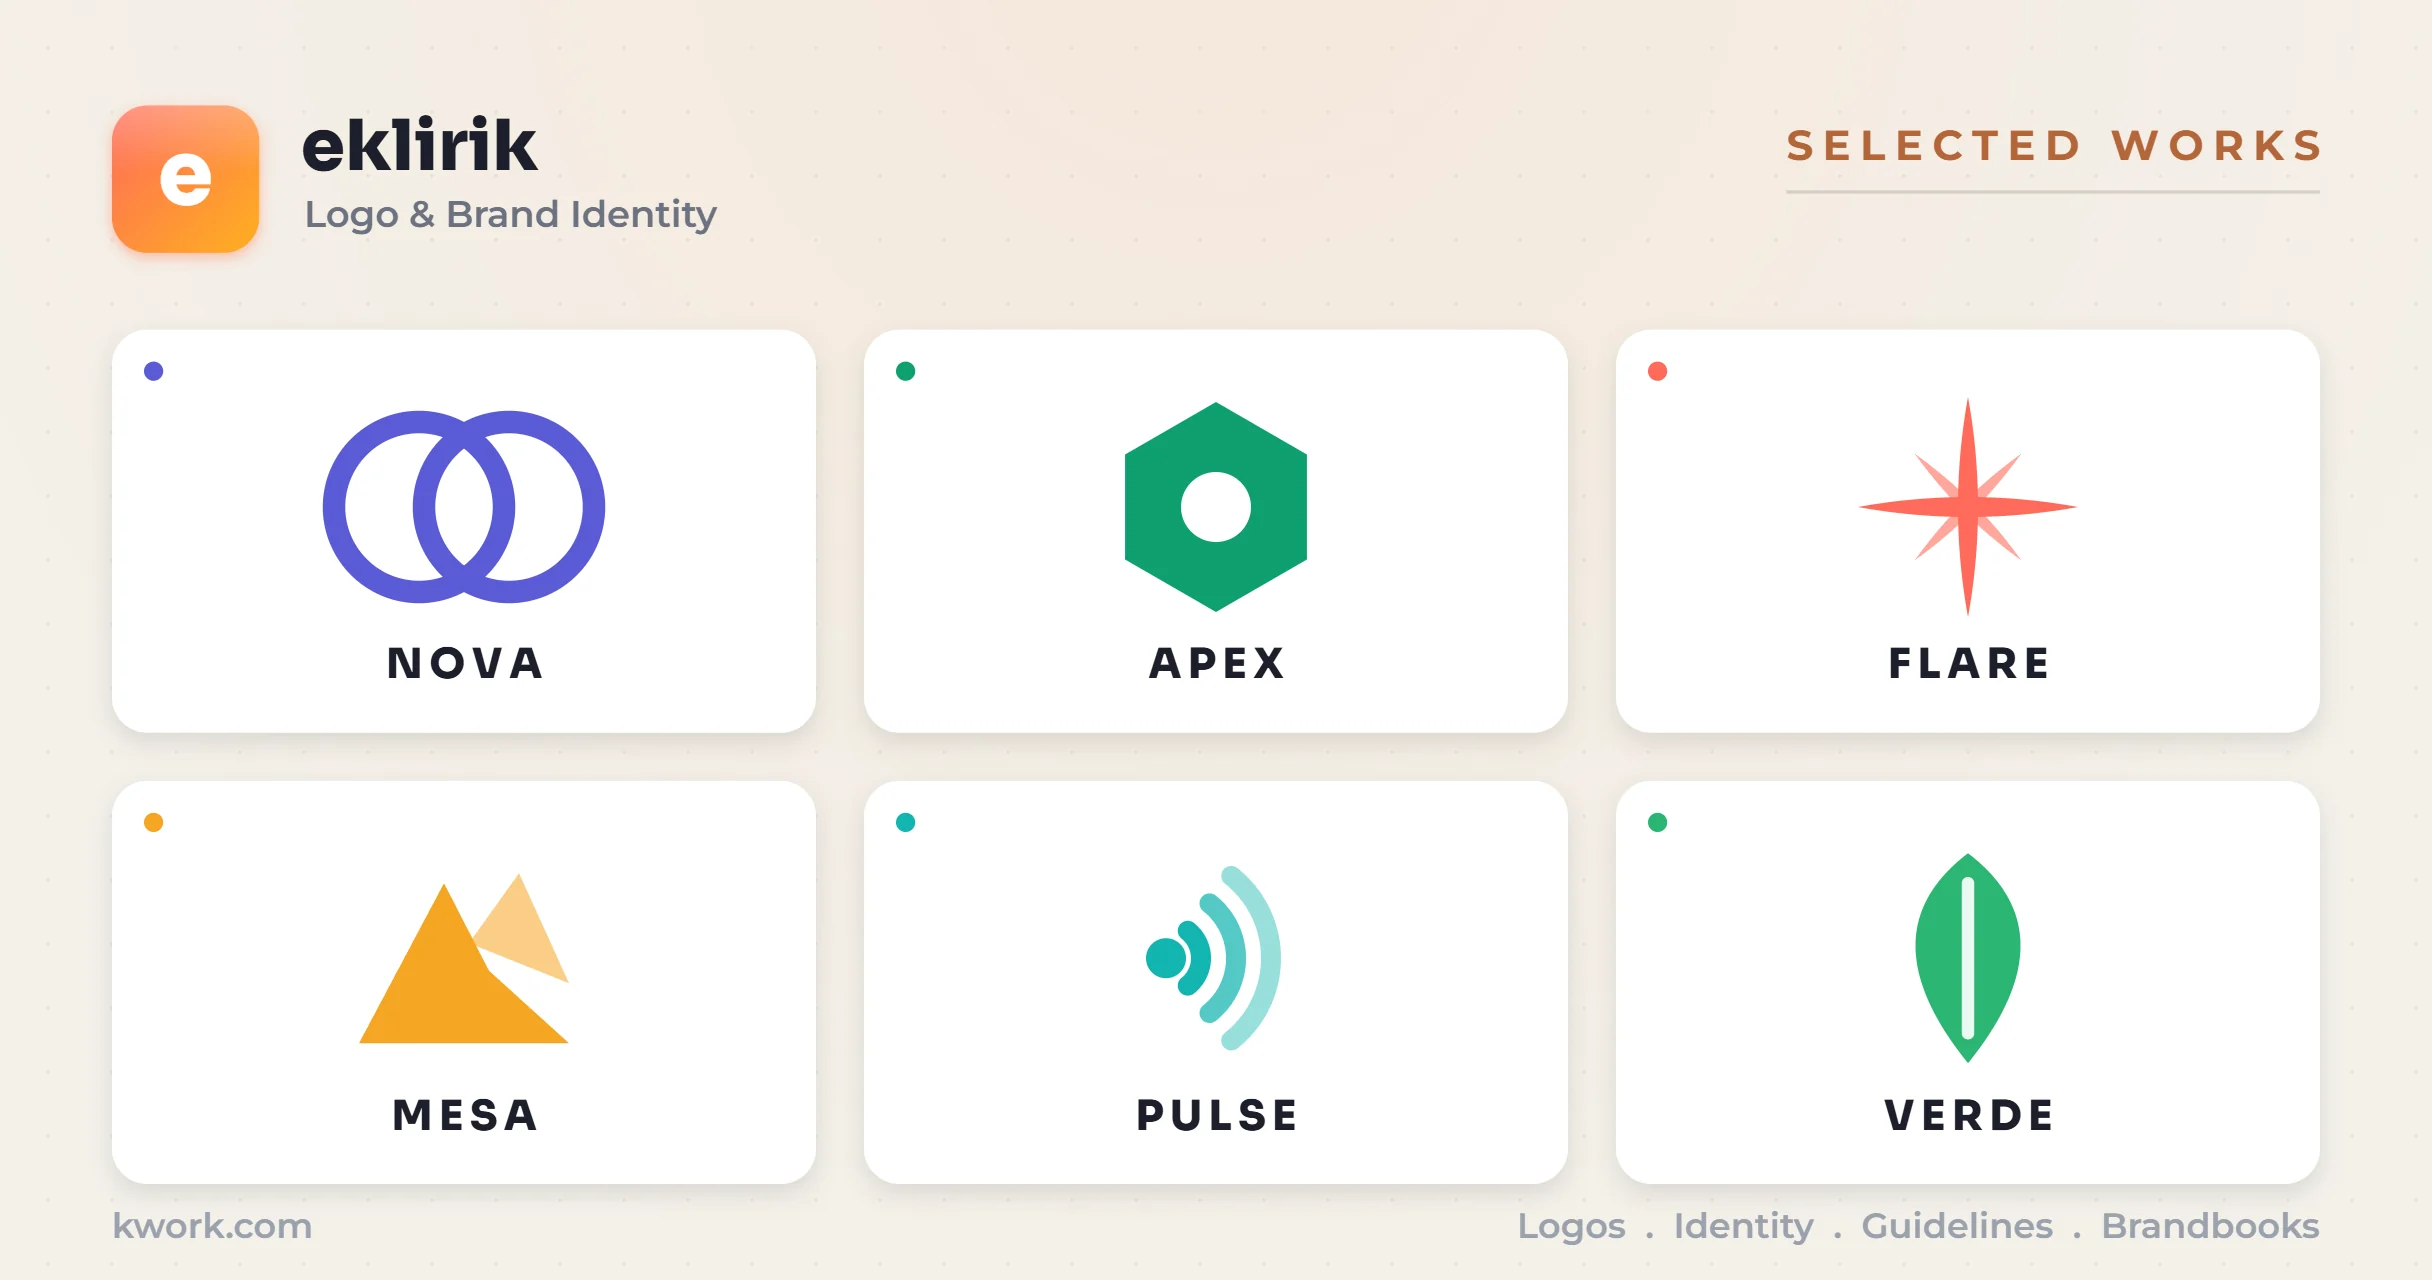 e
eklirik
Logo & Brand Identity
SELECTED WORKS
NOVA
APEX
FLARE
MESA
PULSE
VERDE
kwork.com
Logos . Identity . Guidelines . Brandbooks